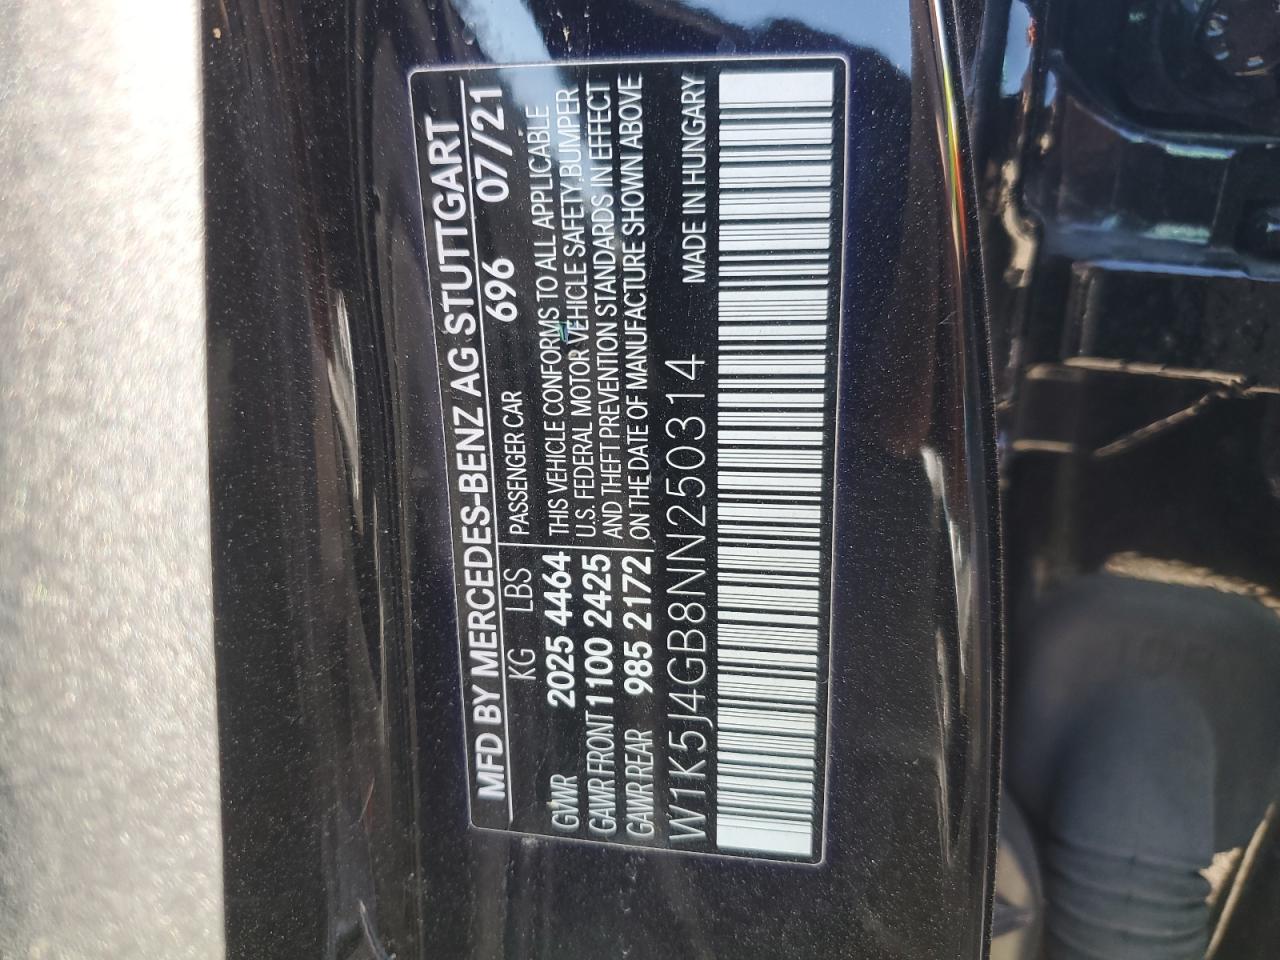 MFD BY MERCEDES-BENZ AG STUTTGART
KG LBS PASSENGER CAR 696 07/21
GVWR 2025 4464 THIS VEHICLE CONFORMS TO ALL APPLICABLE
GAWR FRONT 1100 2425 U.S. FEDERAL MOTOR VEHICLE SAFETY,BUMPER
GAWR REAR 985 2172 AND THEFT PREVENTION STANDARDS IN EFFECT
ON THE DATE OF MANUFACTURE SHOWN ABOVE
W1K5J4GB8NN250314 MADE IN HUNGARY